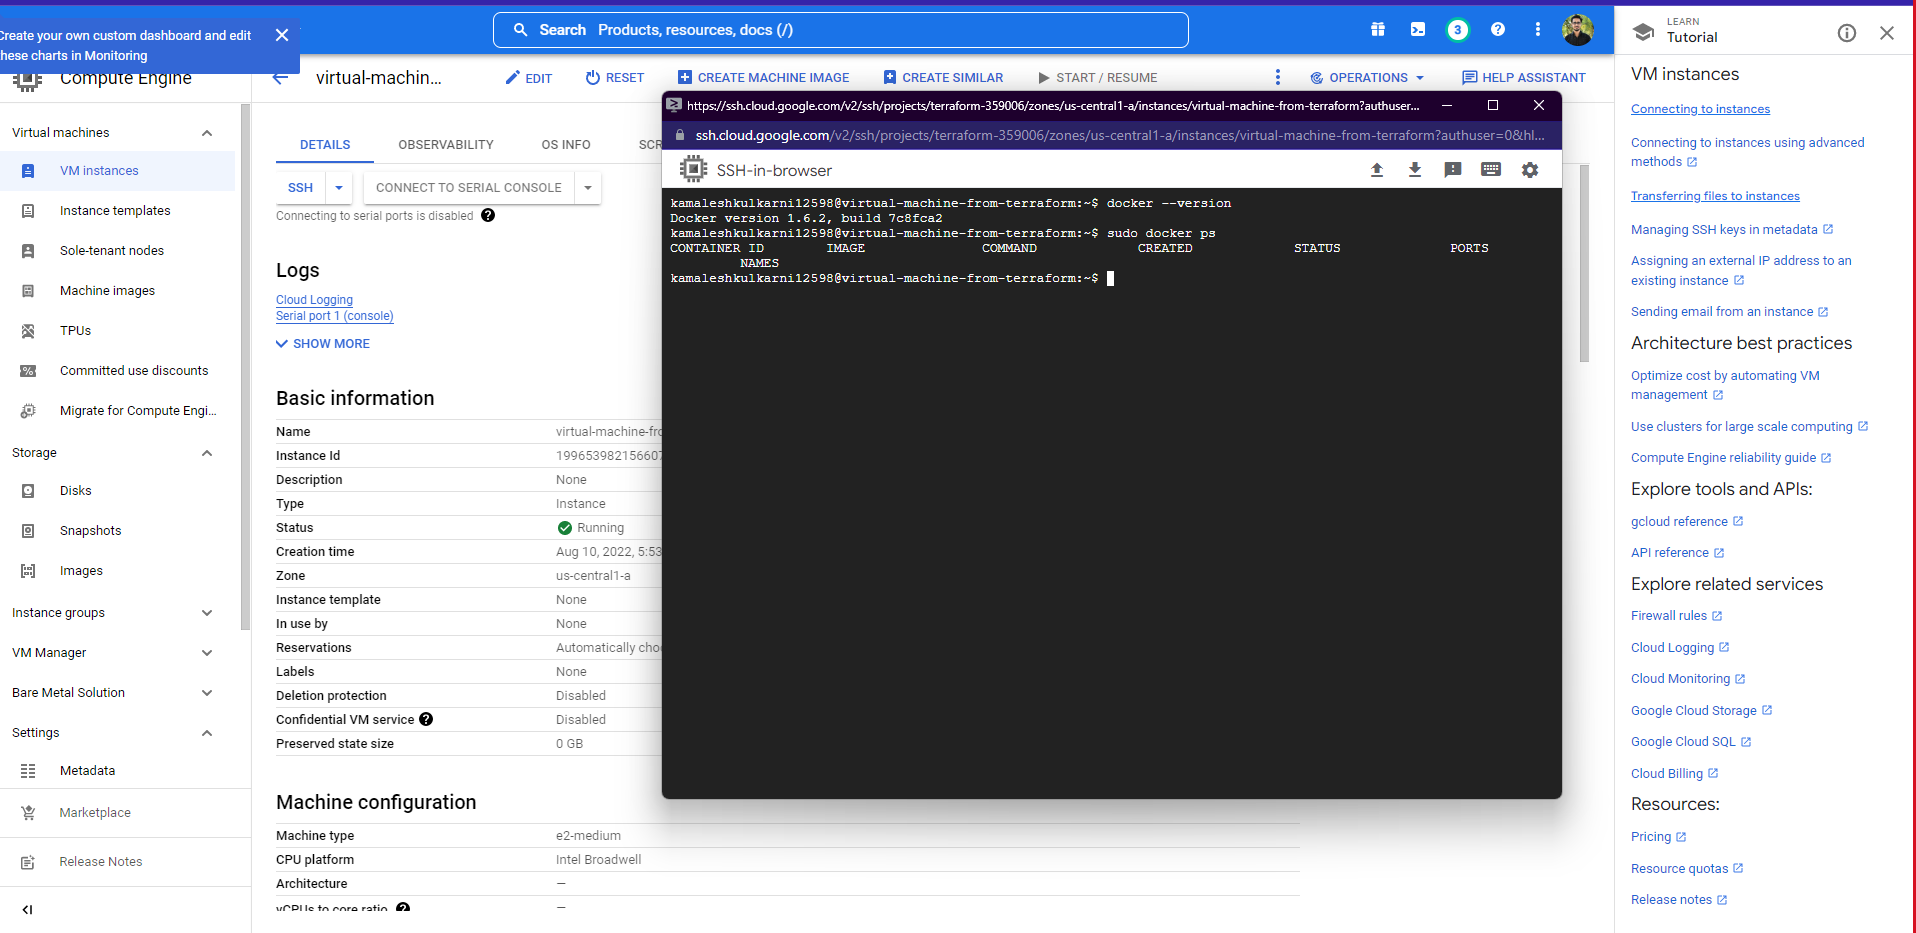 Create your own custom dashboard and edit
these charts in Monitoring
Search Products, resources, docs (/)
3
LEARN
Tutorial
Compute Engine
virtual-machin...
EDIT
RESET
CREATE MACHINE IMAGE
CREATE SIMILAR
START / RESUME
OPERATIONS
HELP ASSISTANT
Virtual machines
VM instances
Instance templates
Sole-tenant nodes
Machine images
TPUs
Committed use discounts
Migrate for Compute Engi...
Storage
Disks
Snapshots
Images
Instance groups
VM Manager
Bare Metal Solution
Settings
Metadata
Marketplace
Release Notes
DETAILS
OBSERVABILITY
OS INFO
SCR
SSH
CONNECT TO SERIAL CONSOLE
Connecting to serial ports is disabled
Logs
Cloud Logging
Serial port 1 (console)
SHOW MORE
Basic information
Name virtual-machine-fro
Instance Id 199653982156607
Description None
Type Instance
Status Running
Creation time Aug 10, 2022, 5:53
Zone us-central1-a
Instance template None
In use by None
Reservations Automatically choo
Labels None
Deletion protection Disabled
Confidential VM service Disabled
Preserved state size 0 GB
Machine configuration
Machine type e2-medium
CPU platform Intel Broadwell
Architecture —
vCPUs to core ratio —
https://ssh.cloud.google.com/v2/ssh/projects/terraform-359006/zones/us-central1-a/instances/virtual-machine-from-terraform?authuser...
ssh.cloud.google.com/v2/ssh/projects/terraform-359006/zones/us-central1-a/instances/virtual-machine-from-terraform?authuser=0&hl...
SSH-in-browser
kamaleshkulkarni12598@virtual-machine-from-terraform:~$ docker --version
Docker version 1.6.2, build 7c8fca2
kamaleshkulkarni12598@virtual-machine-from-terraform:~$ sudo docker ps
CONTAINER ID IMAGE COMMAND CREATED STATUS PORTS
NAMES
kamaleshkulkarni12598@virtual-machine-from-terraform:~$
VM instances
Connecting to instances
Connecting to instances using advanced
methods
Transferring files to instances
Managing SSH keys in metadata
Assigning an external IP address to an
existing instance
Sending email from an instance
Architecture best practices
Optimize cost by automating VM
management
Use clusters for large scale computing
Compute Engine reliability guide
Explore tools and APIs:
gcloud reference
API reference
Explore related services
Firewall rules
Cloud Logging
Cloud Monitoring
Google Cloud Storage
Google Cloud SQL
Cloud Billing
Resources:
Pricing
Resource quotas
Release notes